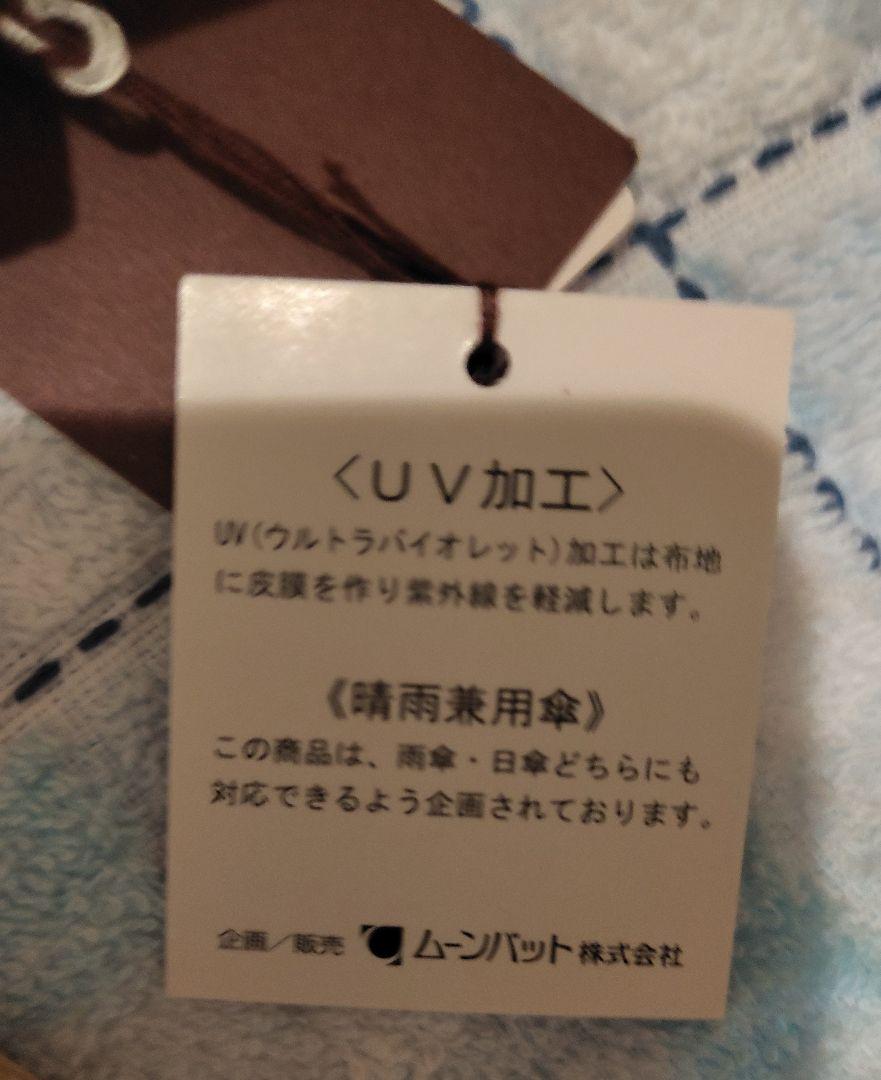 〈UV加工〉
UV(ウルトラバイオレット)加工は布地
に皮膜を作り紫外線を軽減します。
《晴雨兼用傘》
この商品は、雨傘・日傘どちらにも
対応できるよう企画されております。
企画/販売 ムーンバット株式会社